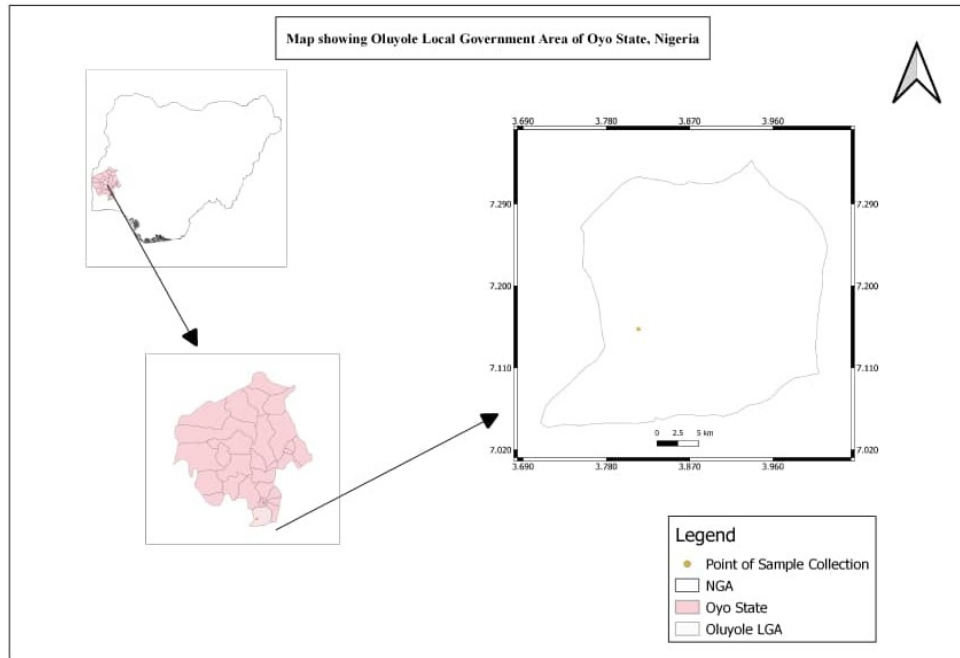 Map showing Oluyole Local Government Area of Oyo State, Nigeria
3.690 3.780 3.870 3.960
7.290 7.290
7.200 7.200
7.110 7.110
0 2.5 5 km
7.020 7.020
3.690 3.780 3.870 3.960
Legend
Point of Sample Collection
NGA
Oyo State
Oluyole LGA